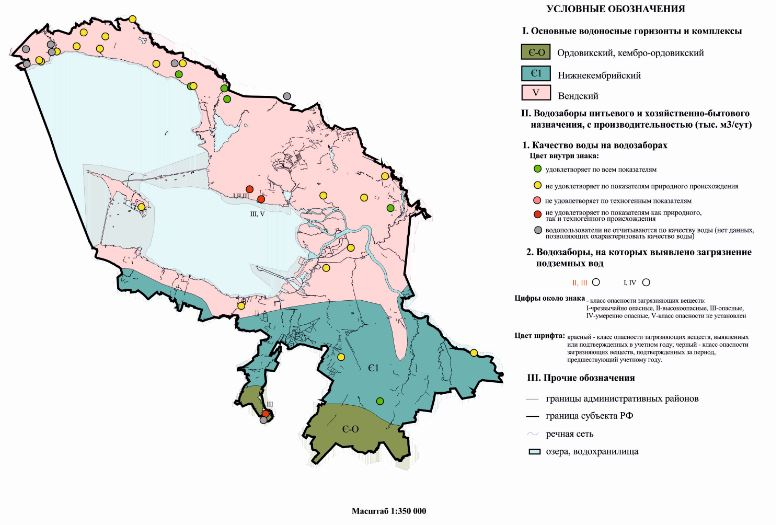 УСЛОВНЫЕ ОБОЗНАЧЕНИЯ
I. Основные водоносные горизонты и комплексы
Є-О Ордовикский, кембро-ордовикский
Є1 Нижнекембрийский
V Вендский
II. Водозаборы питьевого и хозяйственно-бытового
назначения, с производительностью (тыс. м3/сут)
1. Качество воды на водозаборах
Цвет внутри знака:
удовлетворяет по всем показателям
не удовлетворяет по показателям природного происхождения
не удовлетворяет по техногенным показателям
не удовлетворяет по показателям как природного,
так и техногенного происхождения
водопользователи не отчитываются по качеству воды (нет данных,
позволяющих охарактеризовать качество воды)
2. Водозаборы, на которых выявлено загрязнение
подземных вод
II, III I, IV
Цифры около знака - класс опасности загрязняющих веществ:
I-чрезвычайно опасные, II-высокоопасные, III-опасные,
IV-умеренно опасные, V-класс опасности не установлен
Цвет шрифта: красный - класс опасности загрязняющих веществ, выявленных
или подтвержденных в учетном году, черный - класс опасности
загрязняющих веществ, подтвержденных за период,
предшествующий учетному году.
III. Прочие обозначения
границы административных районов
граница субъекта РФ
речная сеть
озера, водохранилища
III, V
Є1
Є-О
Масштаб 1:350 000